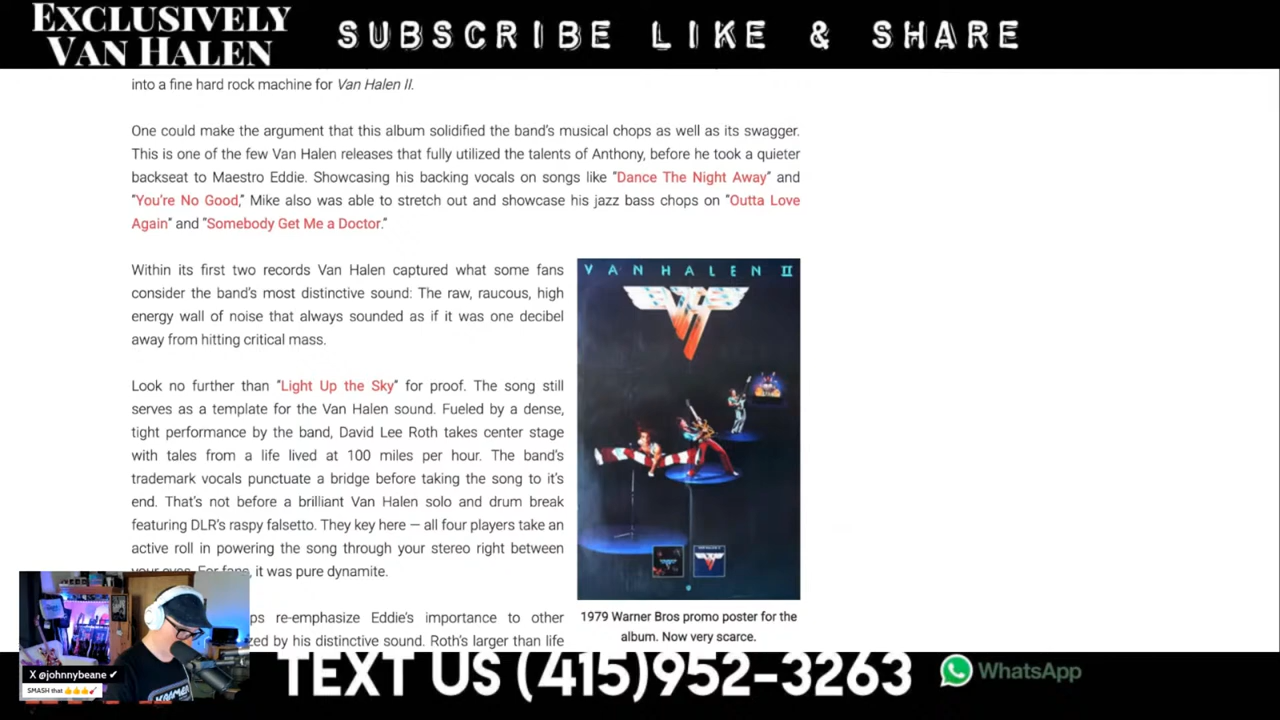 EXCLUSIVELY
VAN HALEN
SUBSCRIBE LIKE & SHARE
into a fine hard rock machine for Van Halen II.
One could make the argument that this album solidified the band's musical chops as well as its swagger.
This is one of the few Van Halen releases that fully utilized the talents of Anthony, before he took a quieter
backseat to Maestro Eddie. Showcasing his backing vocals on songs like "Dance The Night Away" and
"You're No Good," Mike also was able to stretch out and showcase his jazz bass chops on "Outta Love
Again" and "Somebody Get Me a Doctor."
Within its first two records Van Halen captured what some fans
consider the band's most distinctive sound: The raw, raucous, high
energy wall of noise that always sounded as if it was one decibel
away from hitting critical mass.
Look no further than "Light Up the Sky" for proof. The song still
serves as a template for the Van Halen sound. Fueled by a dense,
tight performance by the band, David Lee Roth takes center stage
with tales from a life lived at 100 miles per hour. The band's
trademark vocals punctuate a bridge before taking the song to it's
end. That's not before a brilliant Van Halen solo and drum break
featuring DLR's raspy falsetto. They key here — all four players take an
active roll in powering the song through your stereo right between
your eyes. For fans, it was pure dynamite.
re-emphasize Eddie's importance to other
by his distinctive sound. Roth's larger than life
VAN HALEN II
VH
1979 Warner Bros promo poster for the
album. Now very scarce.
X @johnnybeane ✔
SMASH that 👍👍👍🎸
KRAMER
TEXT US (415)952-3263
WhatsApp